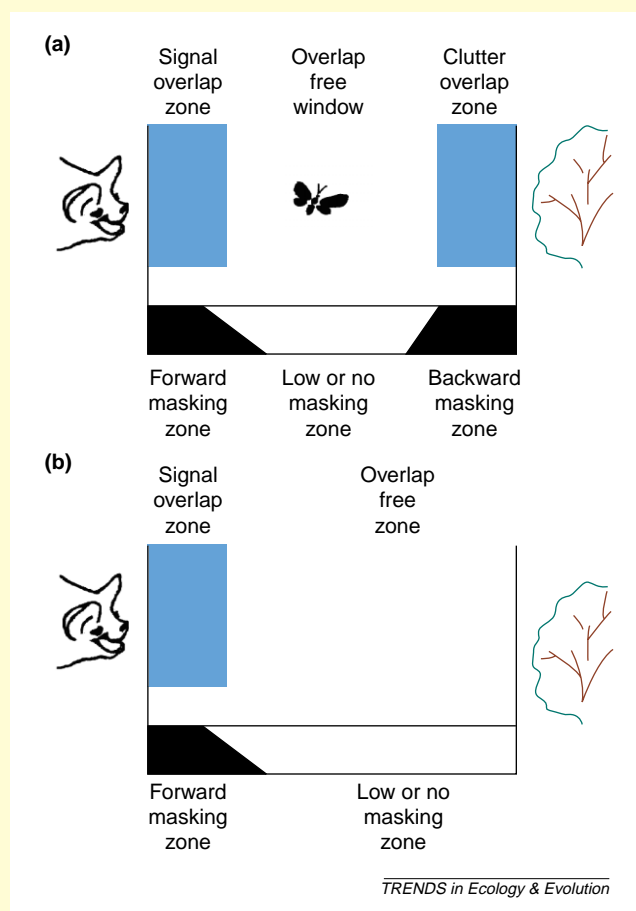 (a)
Signal
overlap
zone
Overlap
free
window
Clutter
overlap
zone
Forward
masking
zone
Low or no
masking
zone
Backward
masking
zone
(b)
Signal
overlap
zone
Overlap
free
zone
Forward
masking
zone
Low or no
masking
zone
TRENDS in Ecology & Evolution